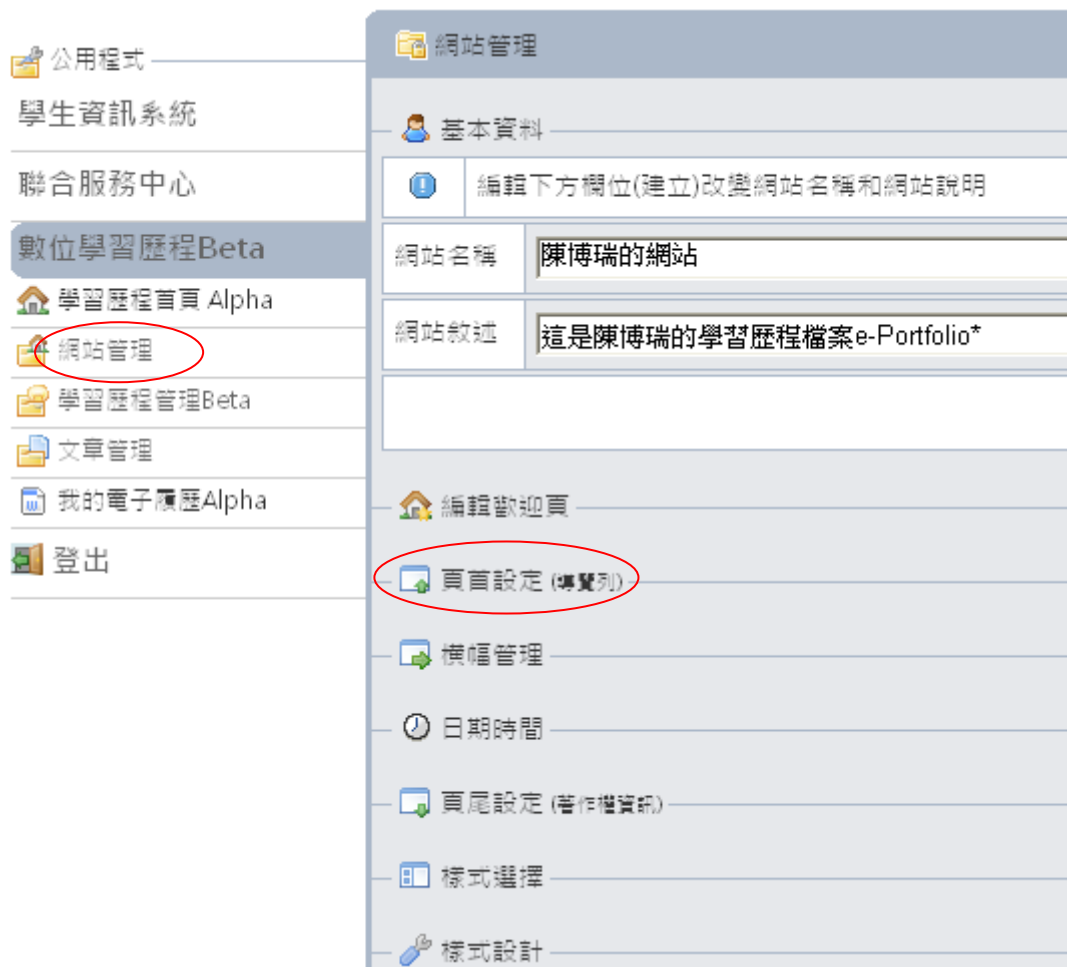 公用程式
學生資訊系統
聯合服務中心
數位學習歷程Beta
學習歷程首頁 Alpha
網站管理
學習歷程管理Beta
文章管理
我的電子履歷Alpha
登出
網站管理
基本資料
編輯下方欄位(建立)改變網站名稱和網站說明
網站名稱
陳博瑞的網站
網站敘述
這是陳博瑞的學習歷程檔案e-Portfolio*
編輯歡迎頁
頁首設定 (導覽列)
橫幅管理
日期時間
頁尾設定 (著作權資訊)
樣式選擇
樣式設計